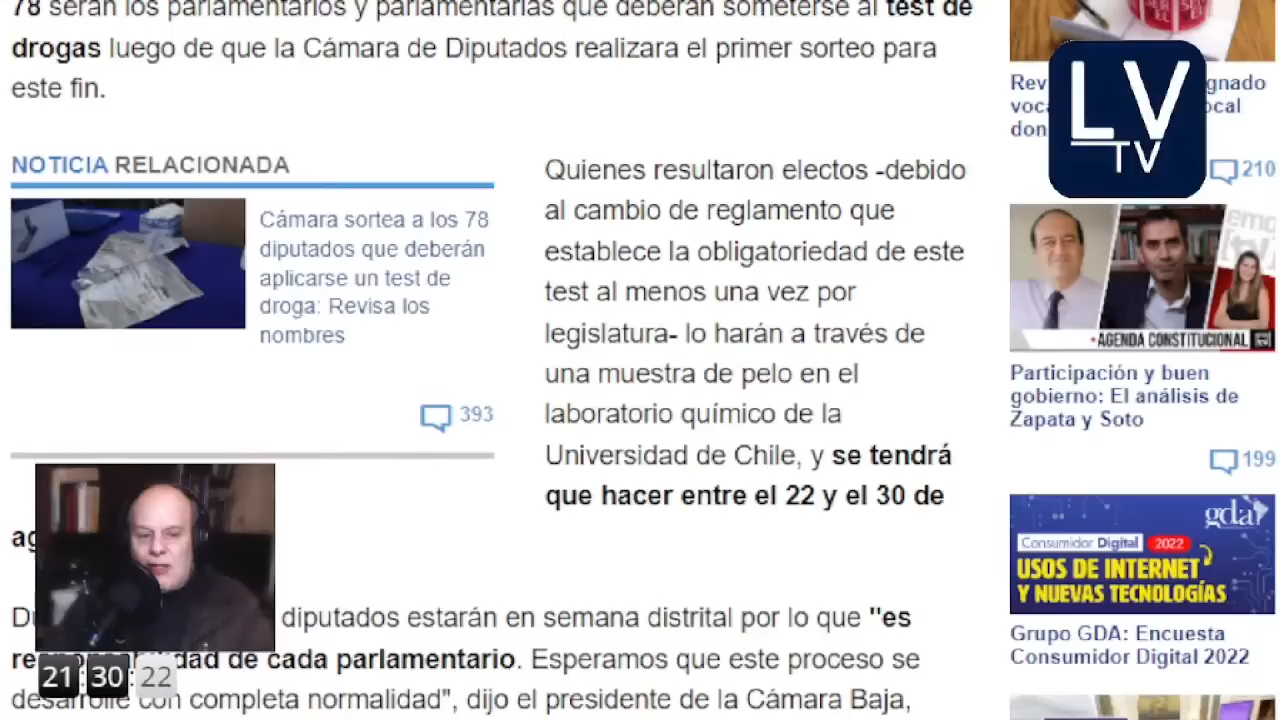 78 serán los parlamentarios y parlamentarias que deberán someterse al test de
drogas luego de que la Cámara de Diputados realizara el primer sorteo para
este fin.
NOTICIA RELACIONADA
Cámara sortea a los 78
diputados que deberán
aplicarse un test de
droga: Revisa los
nombres
393
Quienes resultaron electos -debido
al cambio de reglamento que
establece la obligatoriedad de este
test al menos una vez por
legislatura- lo harán a través de
una muestra de pelo en el
laboratorio químico de la
Universidad de Chile, y se tendrá
que hacer entre el 22 y el 30 de
diputados estarán en semana distrital por lo que "es
de cada parlamentario. Esperamos que este proceso se
desarrolle con completa normalidad", dijo el presidente de la Cámara Baja,
21 30 22
LV
TV
210
AGENDA CONSTITUCIONAL
Participación y buen
gobierno: El análisis de
Zapata y Soto
199
gda
Consumidor Digital 2022
USOS DE INTERNET
Y NUEVAS TECNOLOGÍAS
Grupo GDA: Encuesta
Consumidor Digital 2022